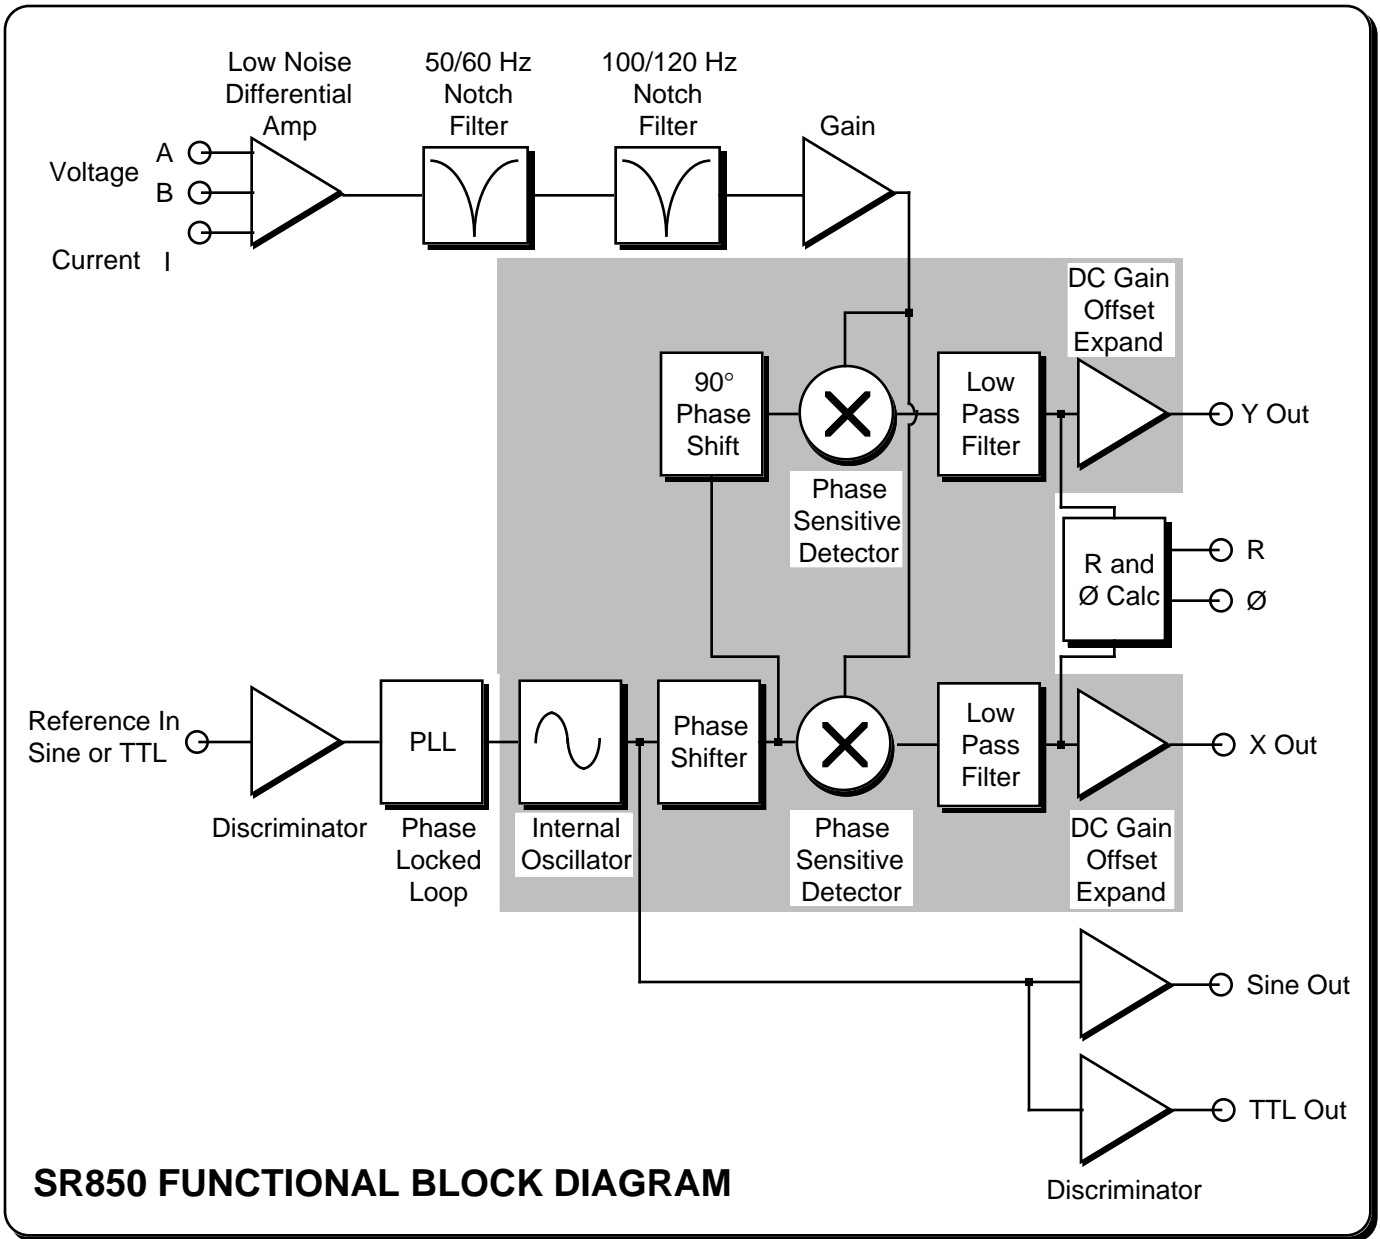 Low Noise
Differential
Amp
50/60 Hz
Notch
Filter
100/120 Hz
Notch
Filter
Gain
Voltage
A
B
Current
I
DC Gain
Offset
Expand
90°
Phase
Shift
Low
Pass
Filter
Y Out
Phase
Sensitive
Detector
R and
Ø Calc
R
Ø
Reference In
Sine or TTL
PLL
Phase
Shifter
Low
Pass
Filter
X Out
Discriminator
Phase
Locked
Loop
Internal
Oscillator
Phase
Sensitive
Detector
DC Gain
Offset
Expand
Sine Out
TTL Out
Discriminator
SR850 FUNCTIONAL BLOCK DIAGRAM